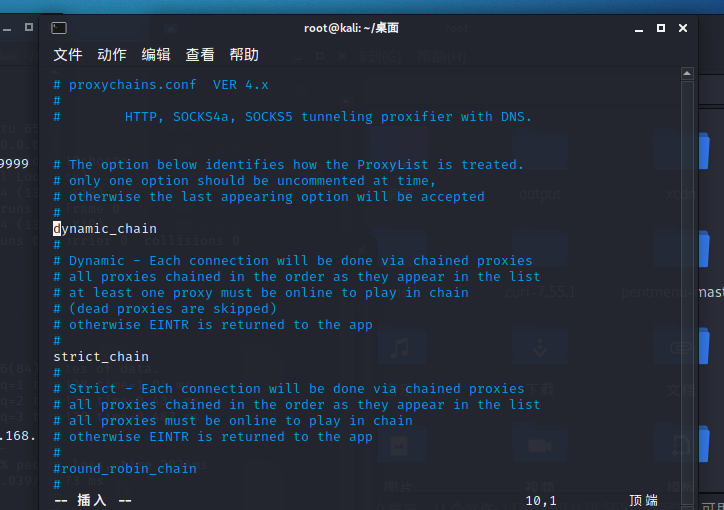 root@kali: ~/桌面
文件 动作 编辑 查看 帮助
# proxychains.conf  VER 4.x
#
#        HTTP, SOCKS4a, SOCKS5 tunneling proxifier with DNS.
# The option below identifies how the ProxyList is treated.
# only one option should be uncommented at time,
# otherwise the last appearing option will be accepted
#
dynamic_chain
#
# Dynamic - Each connection will be done via chained proxies
# all proxies chained in the order as they appear in the list
# at least one proxy must be online to play in chain
# (dead proxies are skipped)
# otherwise EINTR is returned to the app
#
strict_chain
#
# Strict - Each connection will be done via chained proxies
# all proxies chained in the order as they appear in the list
# all proxies must be online to play in chain
# otherwise EINTR is returned to the app
#
#round_robin_chain
#
-- 插入 --
10,1
顶端
9999
.168.
output